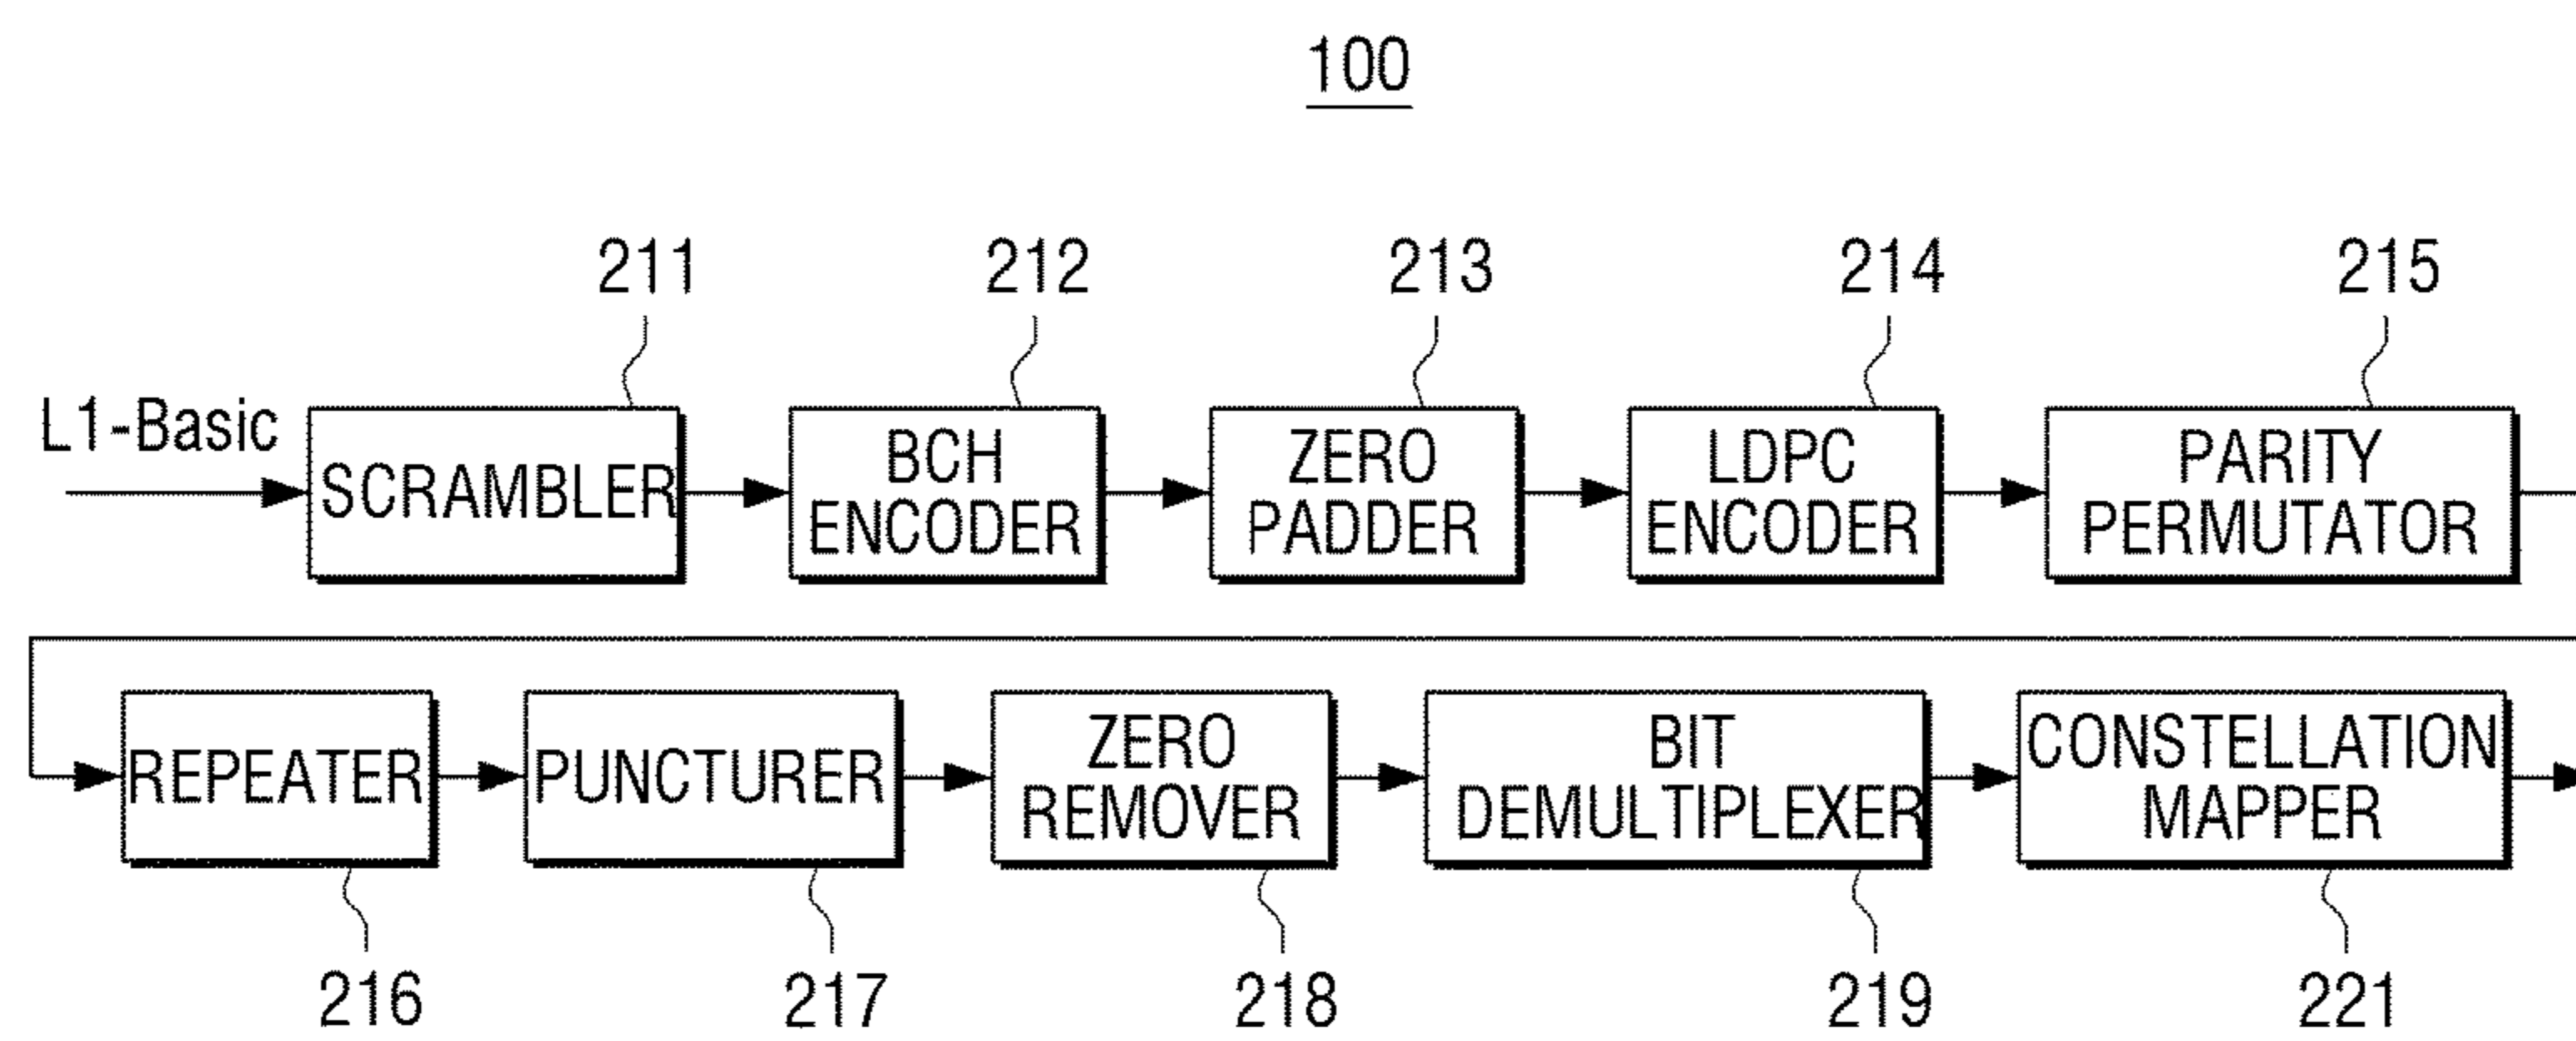 100
211
212
213
214
215
L1-Basic
SCRAMBLER
BCH
ENCODER
ZERO
PADDER
LDPC
ENCODER
PARITY
PERMUTATOR
REPEATER
PUNCTURER
ZERO
REMOVER
BIT
DEMULTIPLEXER
CONSTELLATION
MAPPER
216
217
218
219
221